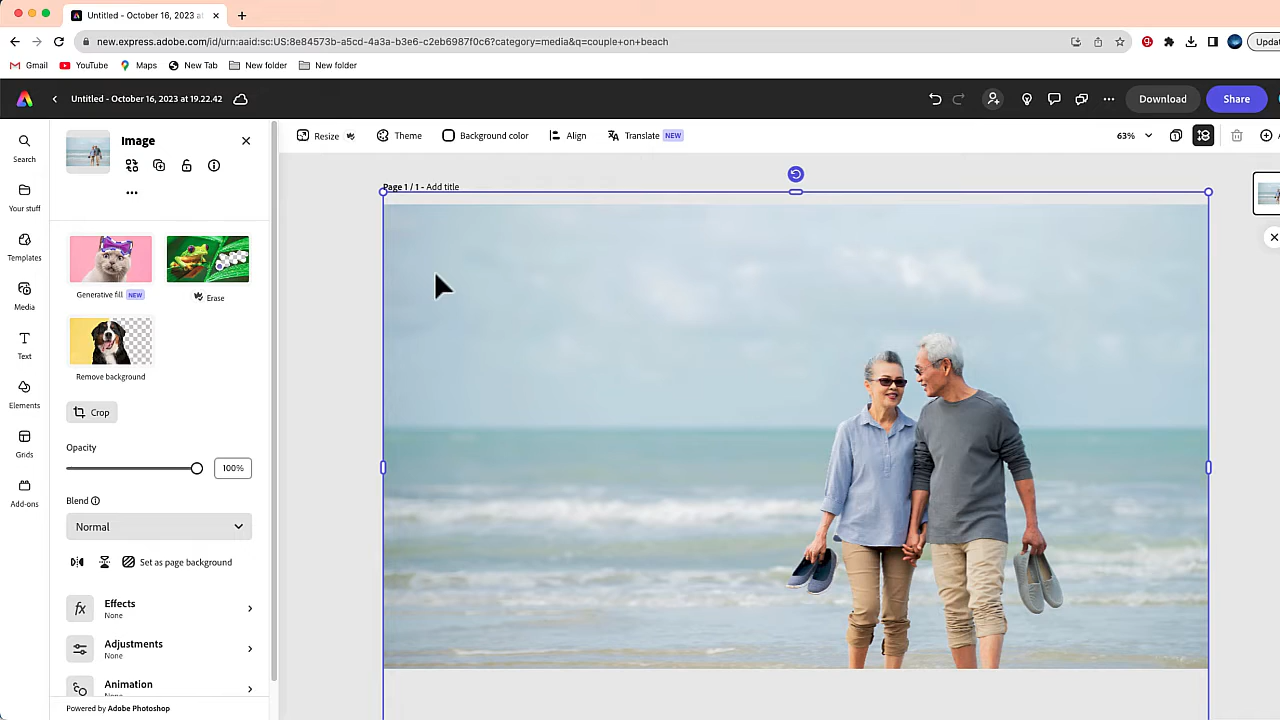 Untitled - October 16, 2023 at
new.express.adobe.com/id/urn:aaid:sc:US:8e84573b-a5cd-4a3a-b3e6-c2eb6987f0c6?category=media&q=couple+on+beach
Updat
Gmail YouTube Maps New Tab New folder New folder
Untitled - October 16, 2023 at 19.22.42
Download
Share
Image
Resize
Theme
Background color
Align
Translate NEW
63%
Page 1 / 1 - Add title
Search
Your stuff
Templates
Media
Text
Elements
Grids
Add-ons
Generative fill NEW
Erase
Remove background
Crop
Opacity
100%
Blend
Normal
Set as page background
Effects
None
Adjustments
None
Animation
Powered by Adobe Photoshop